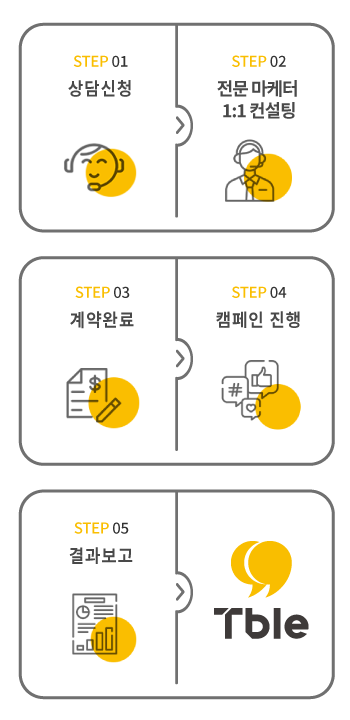 STEP 01
상담신청
STEP 02
전문 마케터
1:1 컨설팅
STEP 03
계약완료
$
STEP 04
캠페인 진행
#
STEP 05
결과보고
Tble